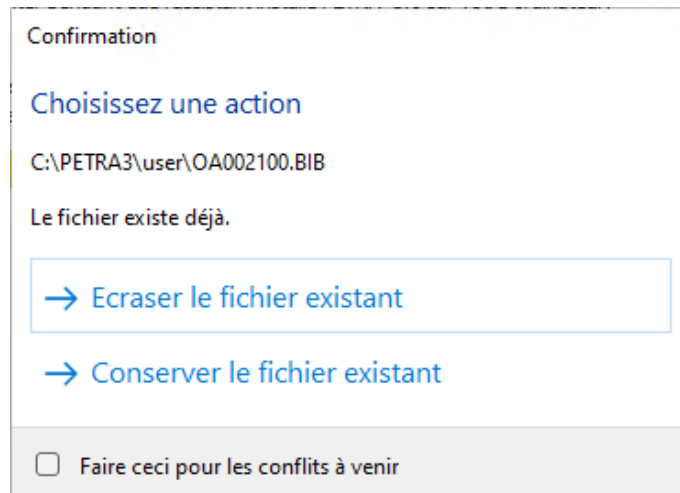 Confirmation
Choisissez une action
C:\PETRA3\user\OA002100.BIB
Le fichier existe déjà.
→ Ecraser le fichier existant
→ Conserver le fichier existant
Faire ceci pour les conflits à venir